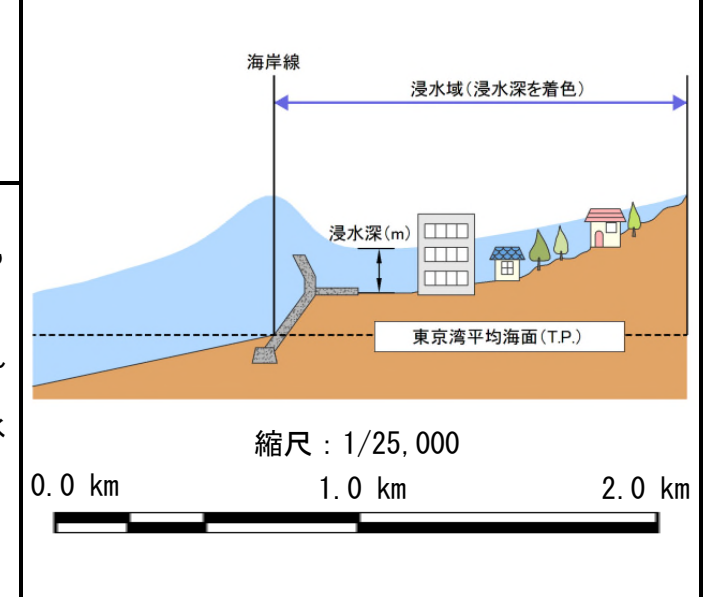 海岸線
浸水域(浸水深を着色)
浸水深(m)
東京湾平均海面(T.P.)
縮尺：1/25,000
0.0 km 1.0 km 2.0 km